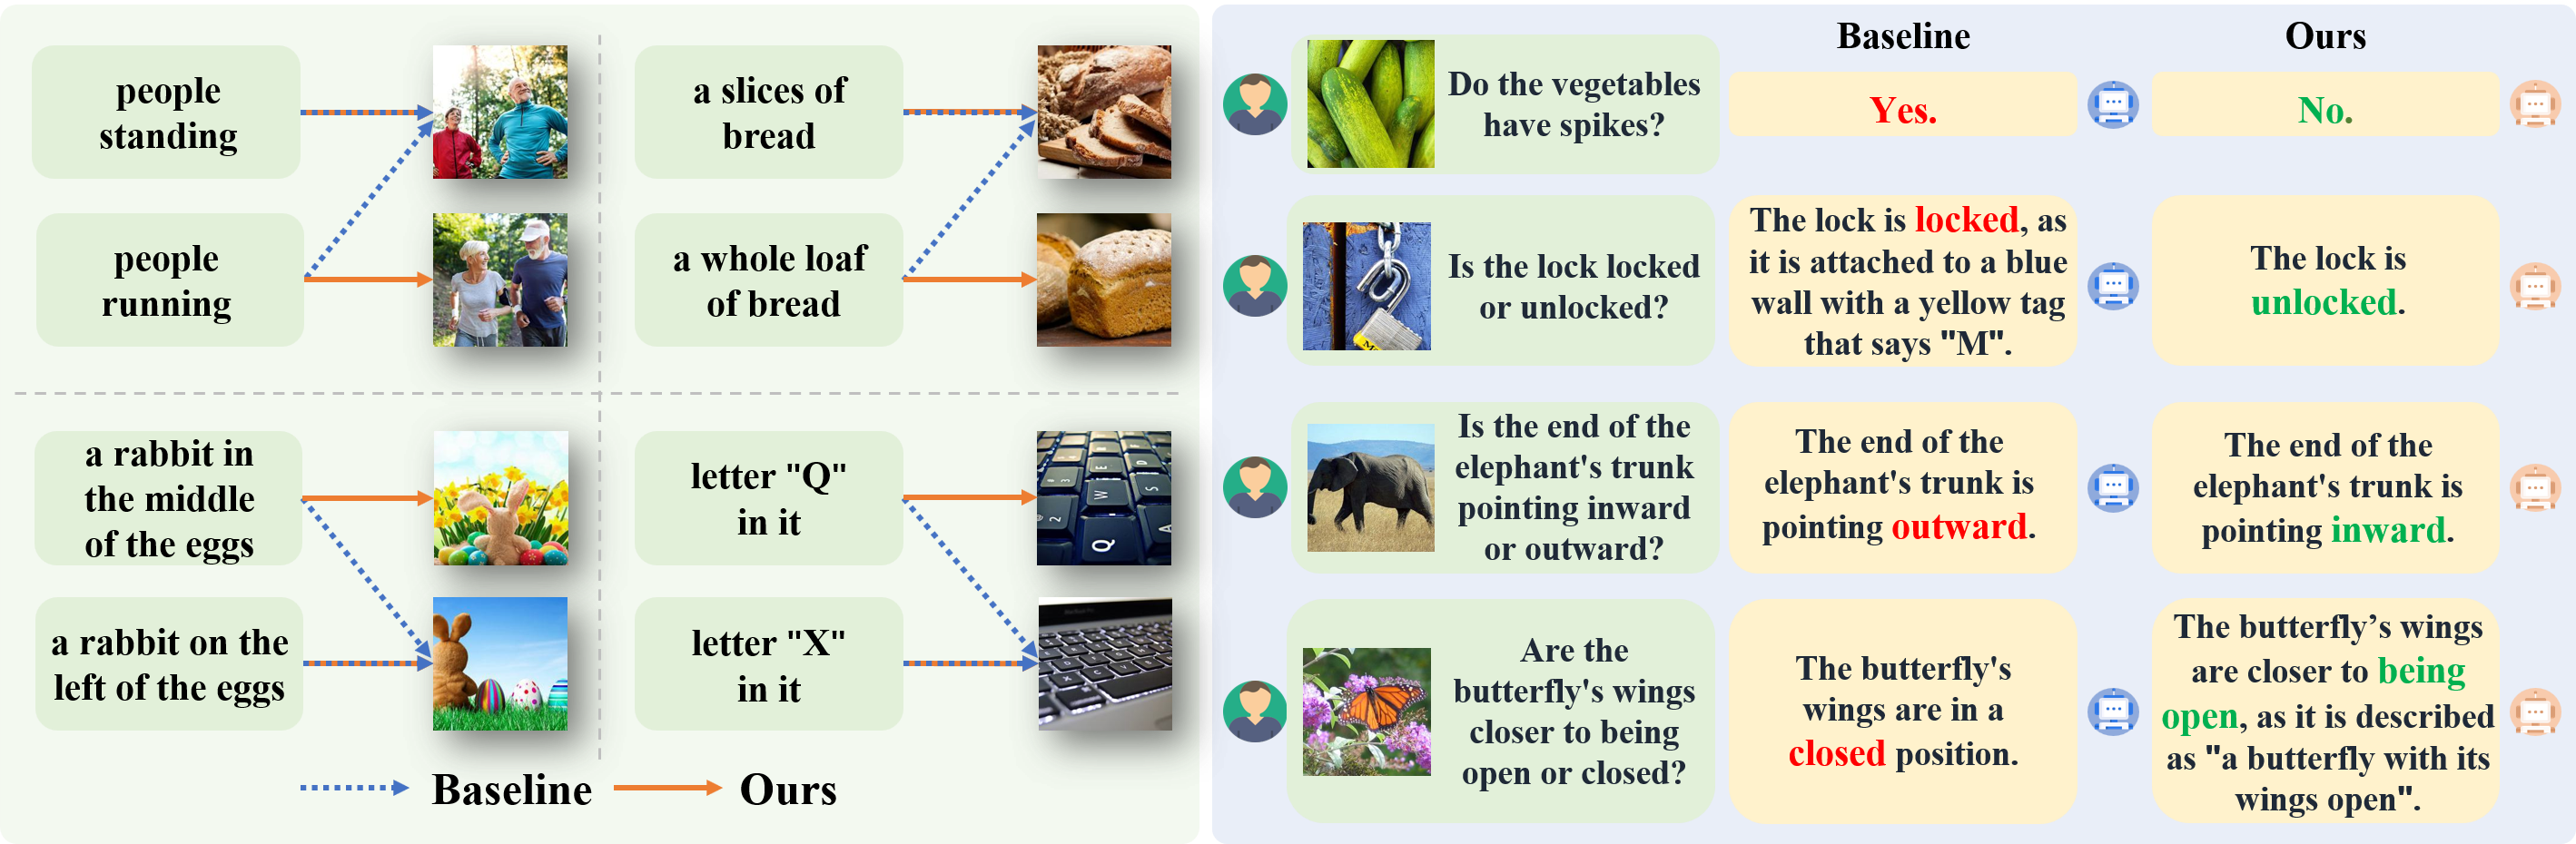 people
standing
people
running
a slices of
bread
a whole loaf
of bread
a rabbit in
the middle
of the eggs
a rabbit on the
left of the eggs
letter "Q"
in it
letter "X"
in it
Baseline
Ours
Baseline
Ours
Do the vegetables
have spikes?
Yes.
No.
Is the lock locked
or unlocked?
The lock is locked, as
it is attached to a blue
wall with a yellow tag
that says "M".
The lock is
unlocked.
Is the end of the
elephant's trunk
pointing inward
or outward?
The end of the
elephant's trunk is
pointing outward.
The end of the
elephant's trunk is
pointing inward.
Are the
butterfly's wings
closer to being
open or closed?
The butterfly's
wings are in a
closed position.
The butterfly’s wings
are closer to being
open, as it is described
as "a butterfly with its
wings open".